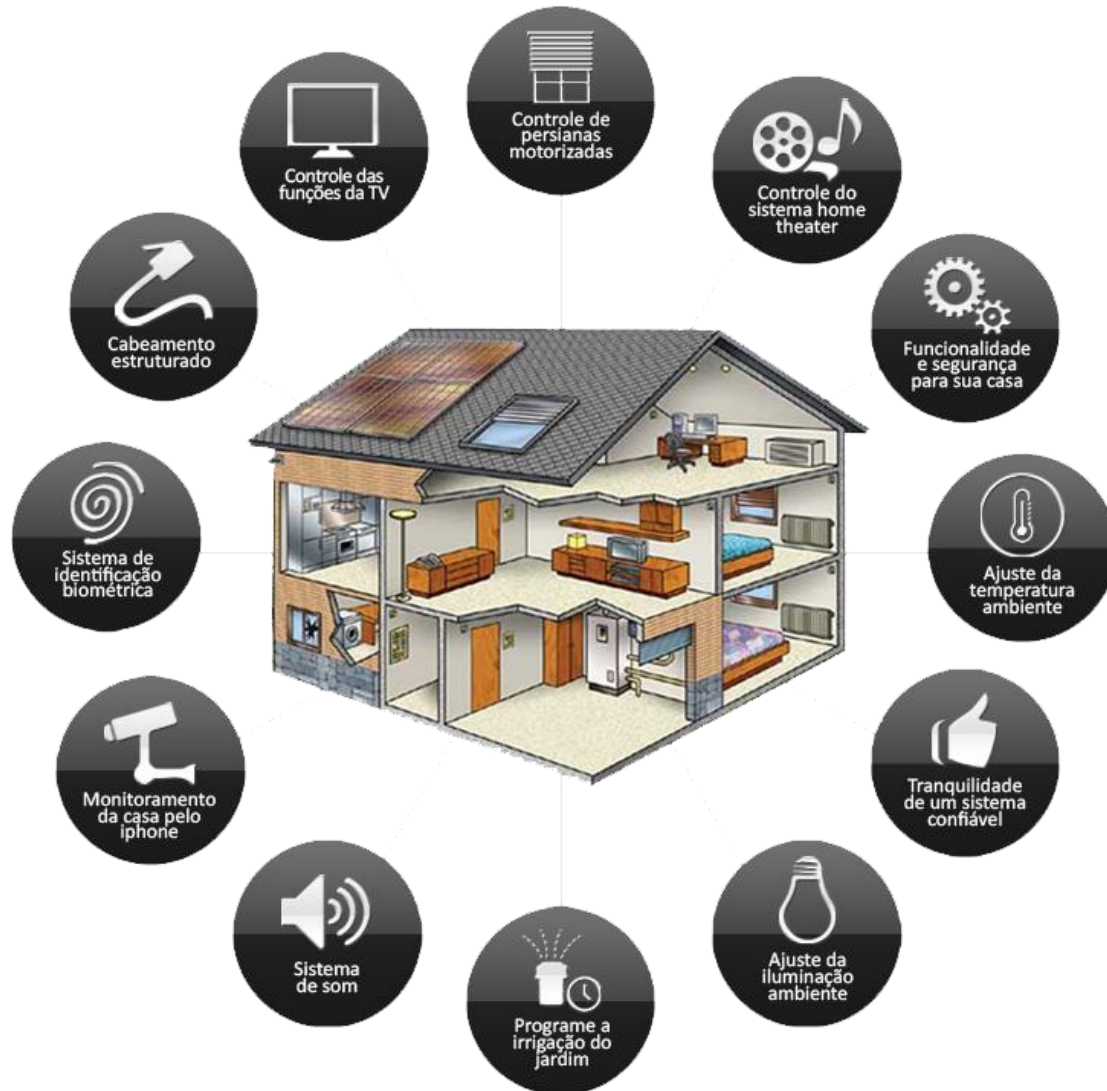 Controle de
persianas
motorizadas
Controle do
sistema home
theater
Funcionalidade
e segurança
para sua casa
Ajuste da
temperatura
ambiente
Tranquilidade
de um sistema
confiável
Ajuste da
iluminação
ambiente
Programe a
irrigação do
jardim
Sistema
de som
Monitoramento
da casa pelo
iphone
Sistema de
identificação
biométrica
Cabeamento
estruturado
Controle das
funções da TV